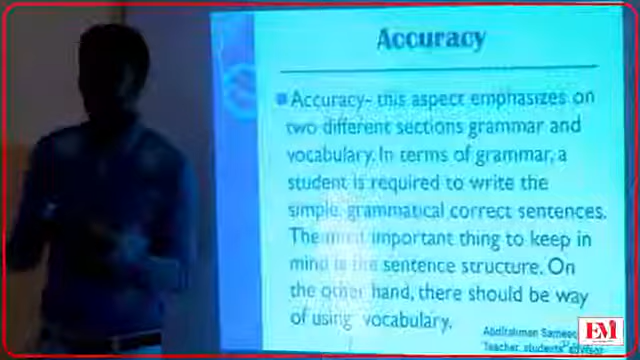 Accuracy
Accuracy- this aspect emphasizes on
two different sections grammar and
vocabulary. In terms of grammar, a
student is required to write the
simple, grammatical correct sentences.
The most important thing to keep in
mind is the sentence structure. On
the other hand, there should be way
of using vocabulary.
Abdirahman
Teacher, students'
EM